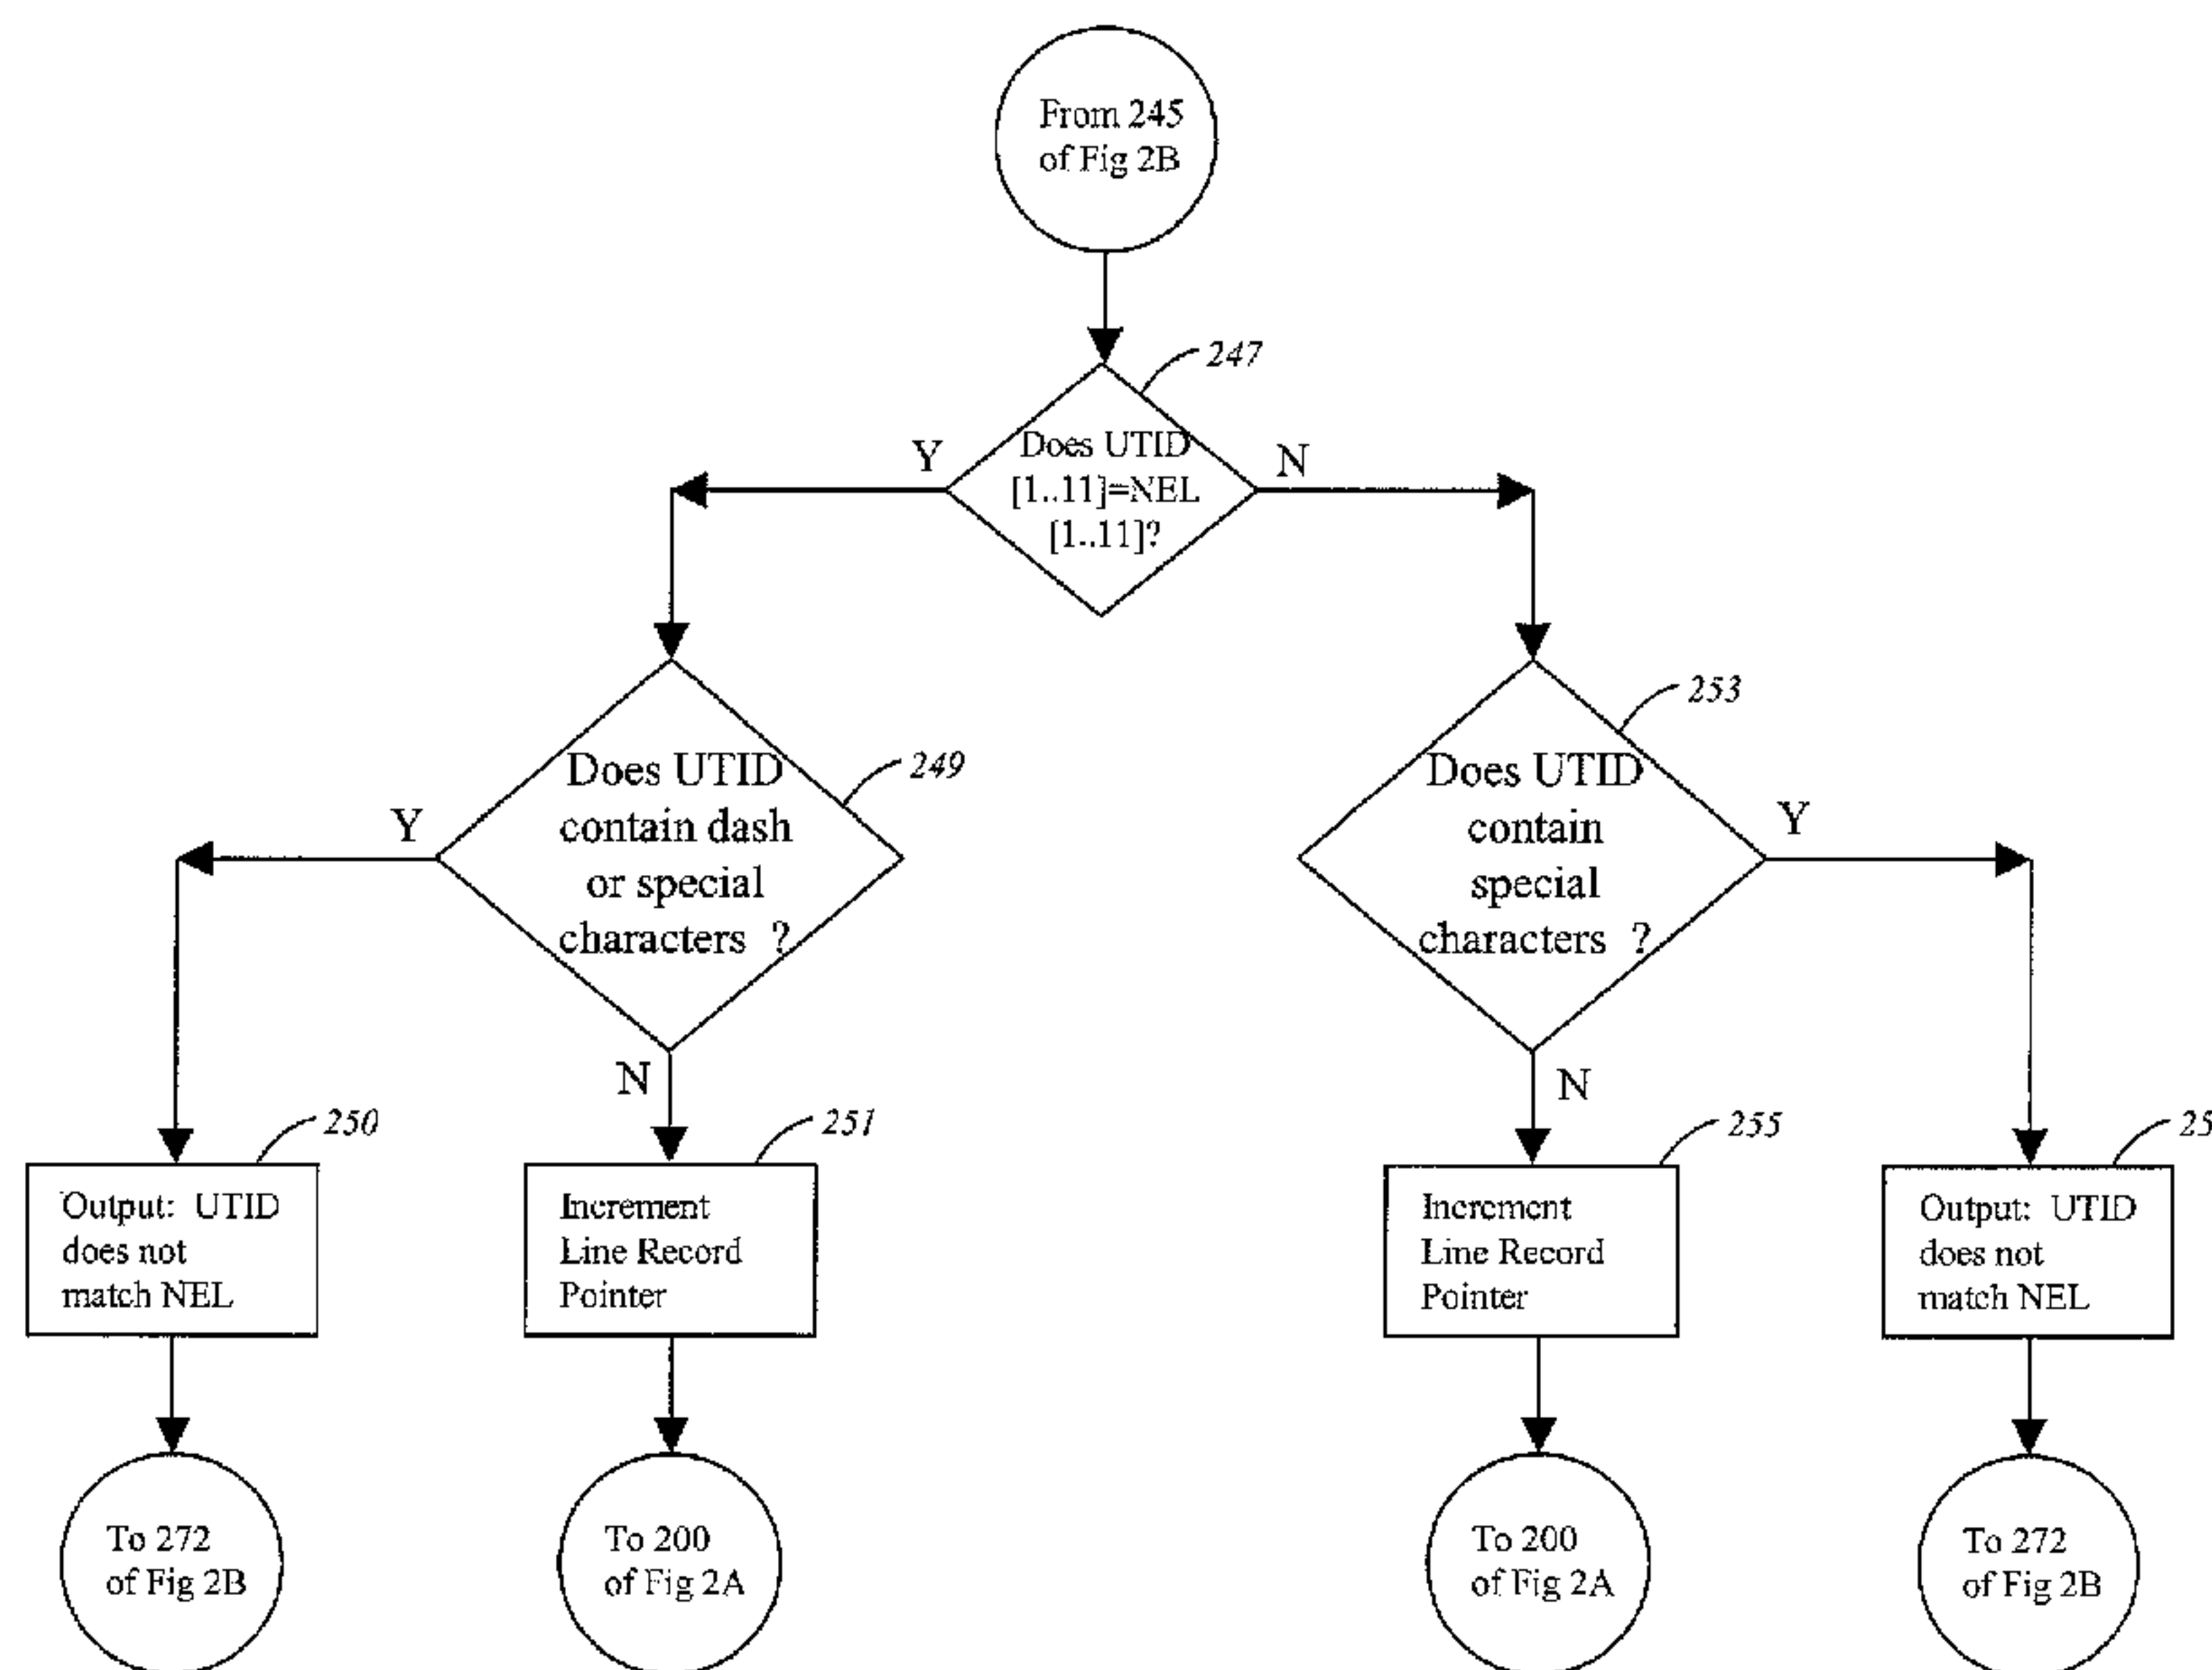 From 245
of Fig 2B
247
Does UTID
[1..11]=NEL
[1..11]?
Y
N
249
Does UTID
contain dash
or special
characters ?
Y
N
253
Does UTID
contain
special
characters ?
Y
N
250
Output: UTID
does not
match NEL
251
Increment
Line Record
Pointer
255
Increment
Line Record
Pointer
25
Output: UTID
does not
match NEL
To 272
of Fig 2B
To 200
of Fig 2A
To 200
of Fig 2A
To 272
of Fig 2B